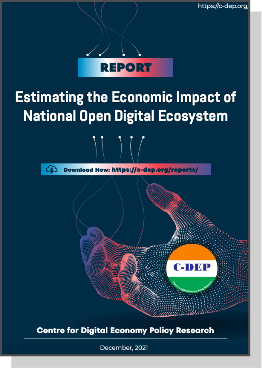 https://c-dep.org
REPORT
Estimating the Economic Impact of
National Open Digital Ecosystem
Download Now: https://c-dep.org/reports/
C-DEP
Centre for Digital Economy Policy Research
December, 2021